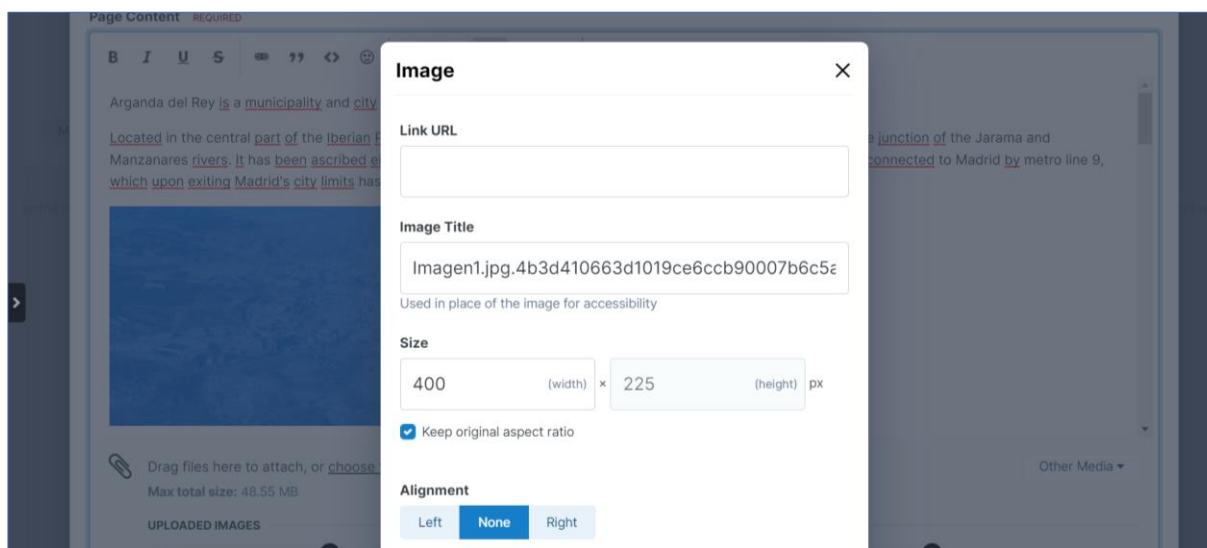 Page Content REQUIRED
B I U S
Image
Arganda del Rey is a municipality and city
Link URL
Located in the central part of the Iberian
junction of the Jarama and
Manzanares rivers. It has been ascribed
connected to Madrid by metro line 9,
which upon exiting Madrid's city limits has
Image Title
Imagen1.jpg.4b3d410663d1019ce6ccb90007b6c5
Used in place of the image for accessibility
Size
400 (width) × 225 (height) px
Keep original aspect ratio
Drag files here to attach, or choose
Other Media
Max total size: 48.55 MB
Alignment
UPLOADED IMAGES
Left None Right